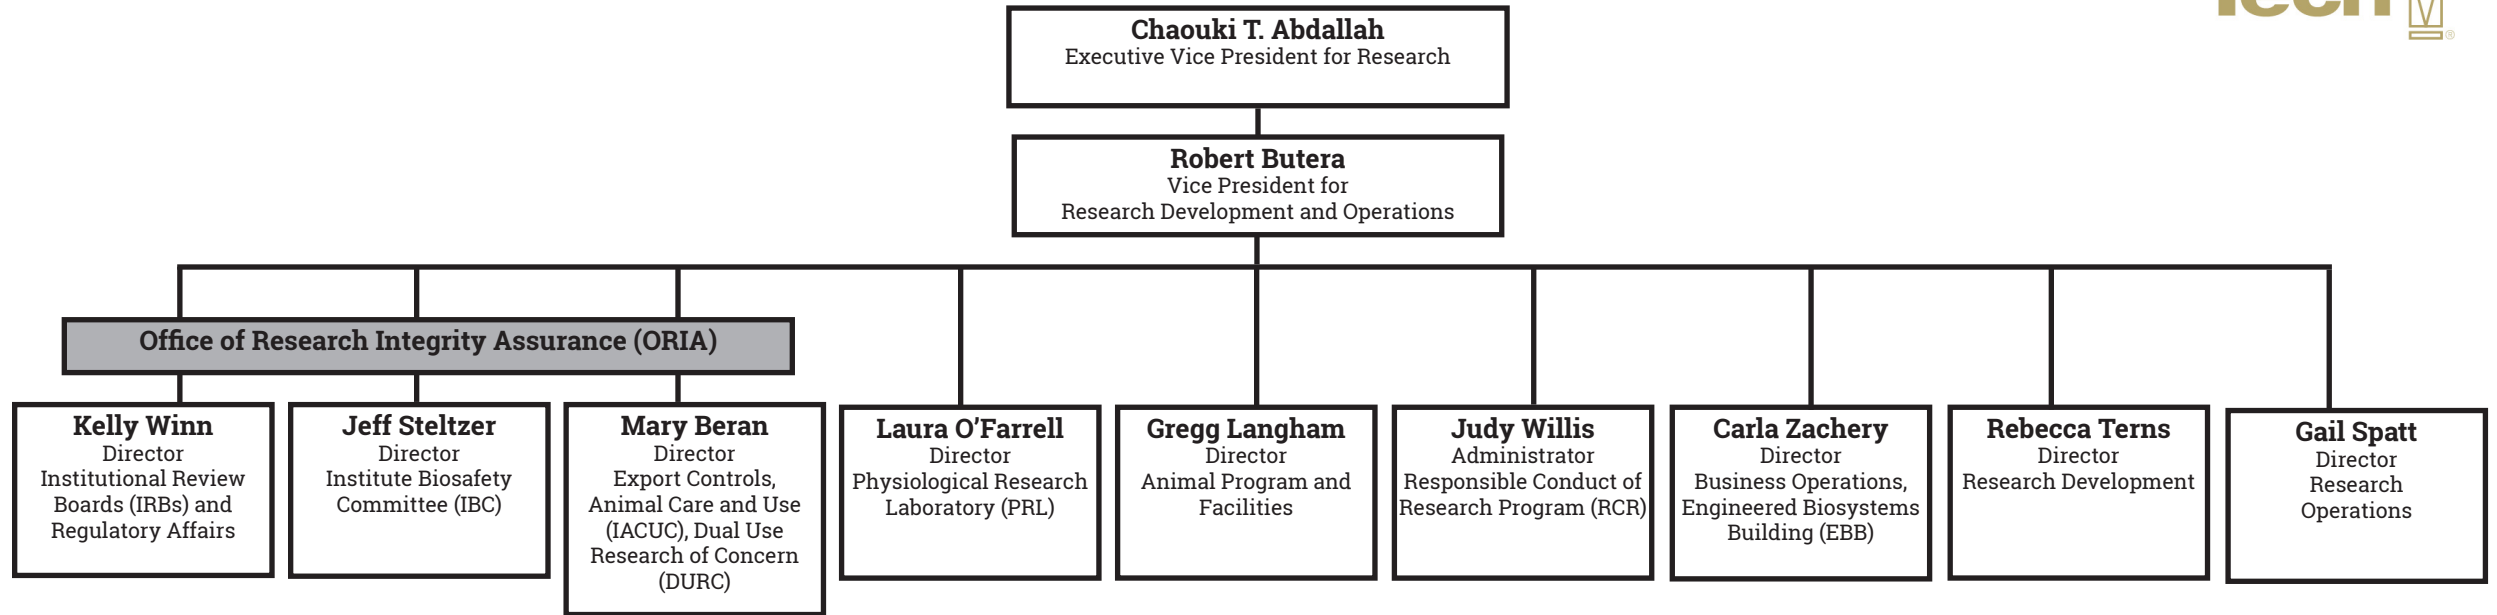 Chaouki T. Abdallah
Executive Vice President for Research
Robert Butera
Vice President for
Research Development and Operations
Office of Research Integrity Assurance (ORIA)
Kelly Winn
Director
Institutional Review
Boards (IRBs) and
Regulatory Affairs
Jeff Steltzer
Director
Institute Biosafety
Committee (IBC)
Mary Beran
Director
Export Controls,
Animal Care and Use
(IACUC), Dual Use
Research of Concern
(DURC)
Laura O’Farrell
Director
Physiological Research
Laboratory (PRL)
Gregg Langham
Director
Animal Program and
Facilities
Judy Willis
Administrator
Responsible Conduct of
Research Program (RCR)
Carla Zachery
Director
Business Operations,
Engineered Biosystems
Building (EBB)
Rebecca Terns
Director
Research Development
Gail Spatt
Director
Research
Operations